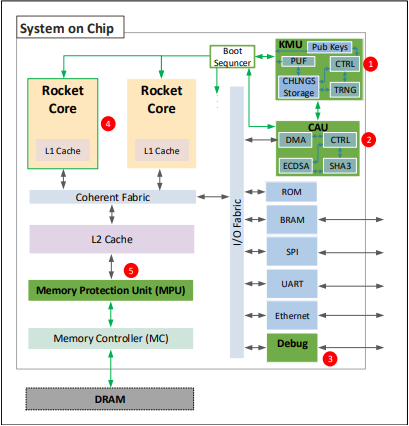 System on Chip
Boot
Sequncer
KMU
Pub Keys
PUF
CTRL
CHLNGS
Storage
TRNG
1
Rocket
Core
L1 Cache
Rocket
Core
L1 Cache
4
CAU
DMA
CTRL
ECDSA
SHA3
2
Coherent Fabric
I/O Fabric
ROM
BRAM
L2 Cache
SPI
5
Memory Protection Unit (MPU)
UART
Ethernet
Memory Controller (MC)
Debug
3
DRAM